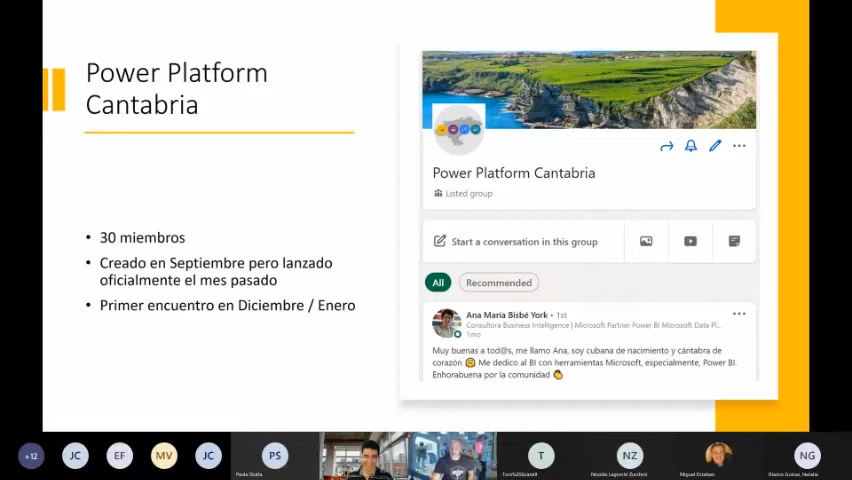 Power Platform
Cantabria
• 30 miembros
• Creado en Septiembre pero lanzado
oficialmente el mes pasado
• Primer encuentro en Diciembre / Enero
Power Platform Cantabria
Listed group
Start a conversation in this group
All
Recommended
Ana María Bisbé York • 1st
Consultora Business Intelligence | Microsoft Partner Power BI Microsoft Data Pl...
1mo
Muy buenas a tod@s, me llamo Ana, soy cubana de nacimiento y cántabra de
corazón 🤗 Me dedico al BI con herramientas Microsoft, especialmente, Power BI.
Enhorabuena por la comunidad 👏
+12
JC
EF
MV
JC
PS
T
NZ
NG
Miguel Esteban